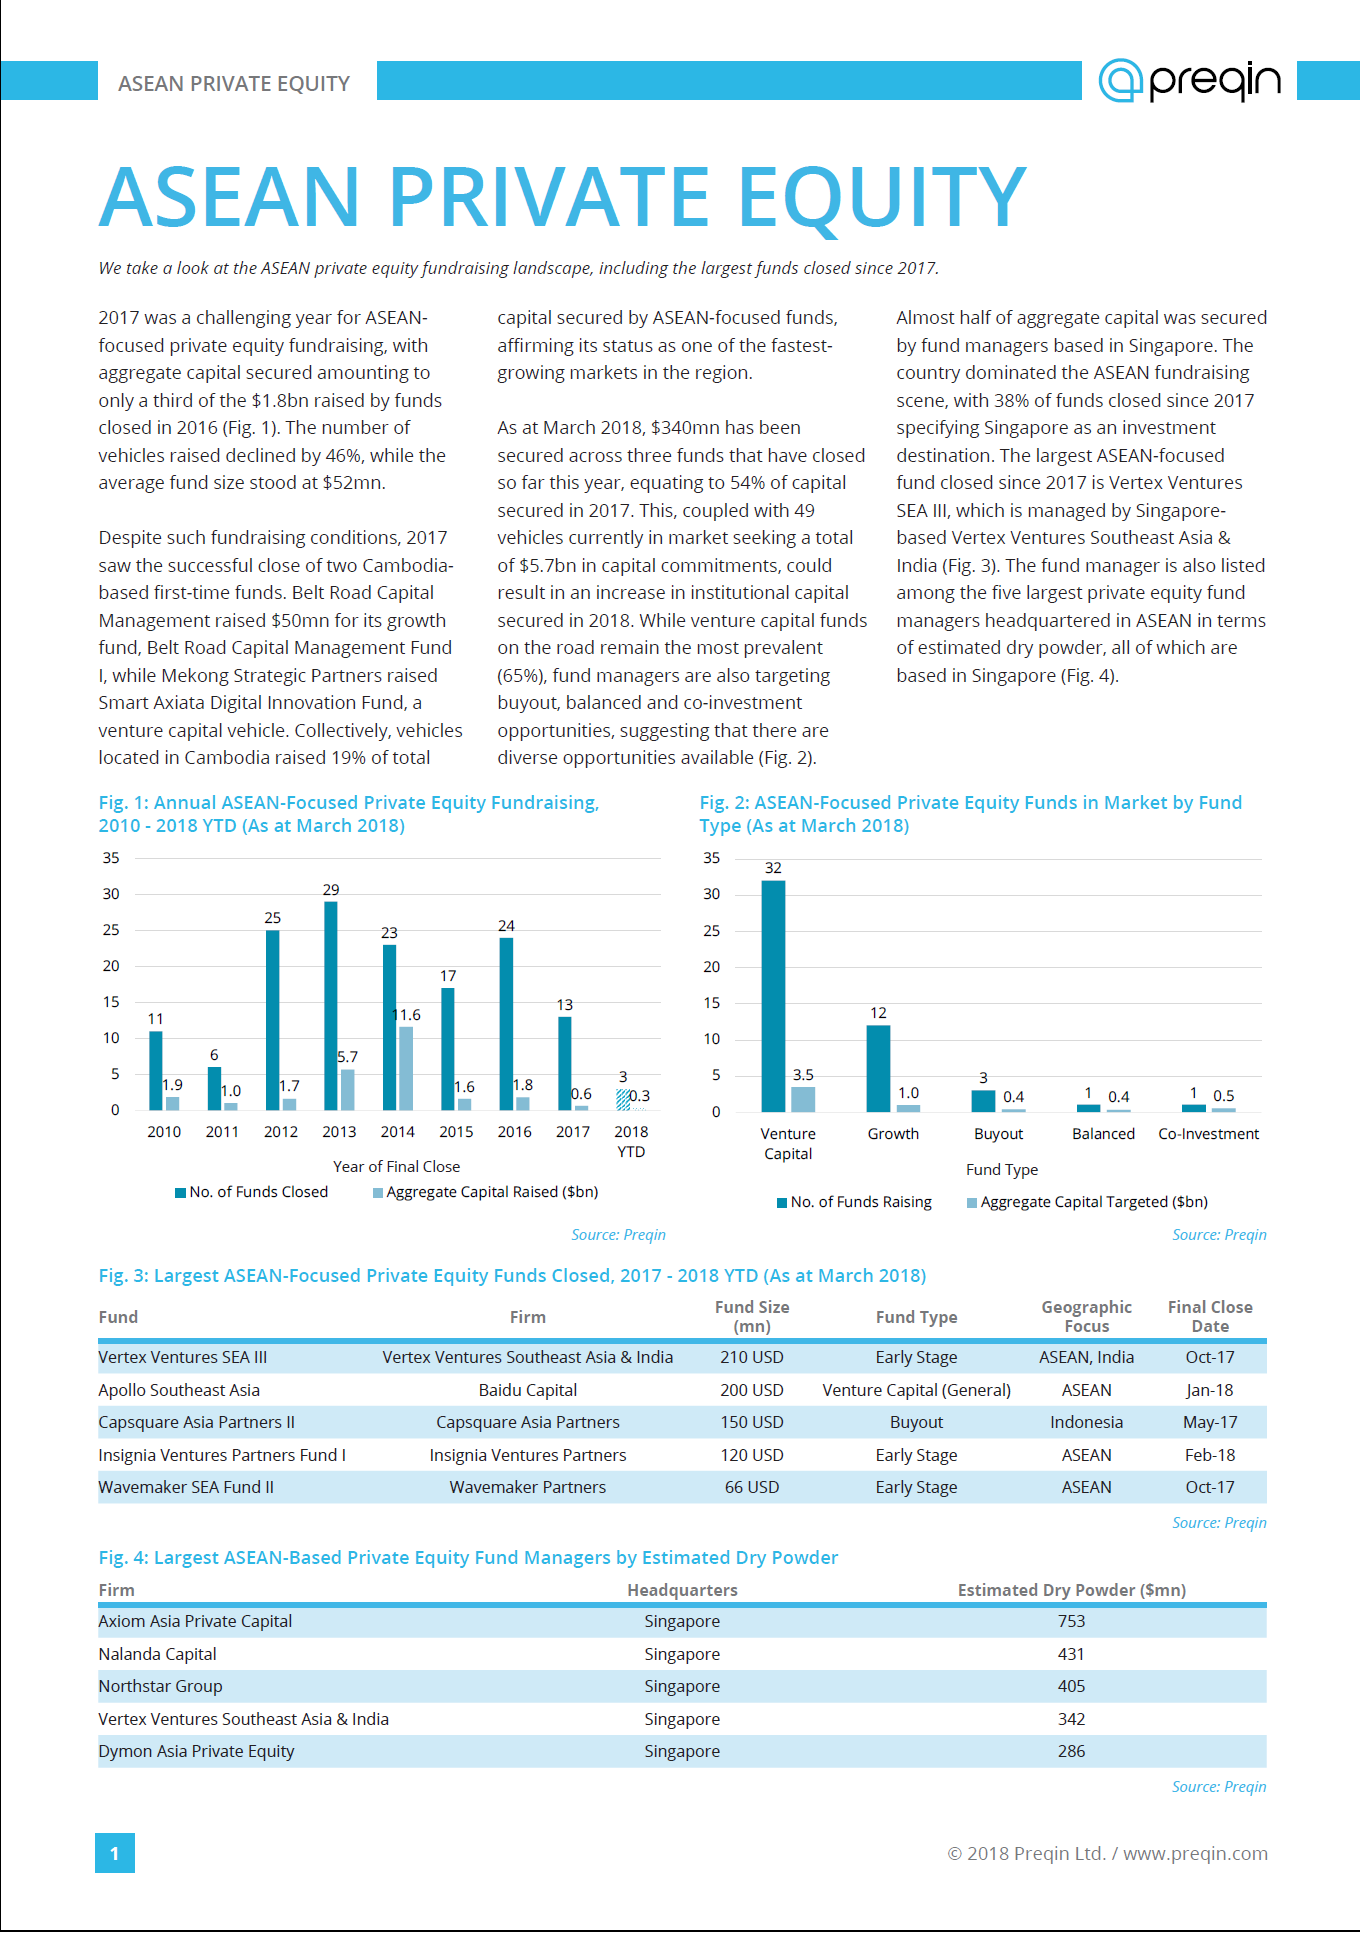 ASEAN PRIVATE EQUITY
preqin
ASEAN PRIVATE EQUITY
We take a look at the ASEAN private equity fundraising landscape, including the largest funds closed since 2017.
2017 was a challenging year for ASEAN-
focused private equity fundraising, with
aggregate capital secured amounting to
only a third of the $1.8bn raised by funds
closed in 2016 (Fig. 1). The number of
vehicles raised declined by 46%, while the
average fund size stood at $52mn.
Despite such fundraising conditions, 2017
saw the successful close of two Cambodia-
based first-time funds. Belt Road Capital
Management raised $50mn for its growth
fund, Belt Road Capital Management Fund
I, while Mekong Strategic Partners raised
Smart Axiata Digital Innovation Fund, a
venture capital vehicle. Collectively, vehicles
located in Cambodia raised 19% of total
capital secured by ASEAN-focused funds,
affirming its status as one of the fastest-
growing markets in the region.
As at March 2018, $340mn has been
secured across three funds that have closed
so far this year, equating to 54% of capital
secured in 2017. This, coupled with 49
vehicles currently in market seeking a total
of $5.7bn in capital commitments, could
result in an increase in institutional capital
secured in 2018. While venture capital funds
on the road remain the most prevalent
(65%), fund managers are also targeting
buyout, balanced and co-investment
opportunities, suggesting that there are
diverse opportunities available (Fig. 2).
Almost half of aggregate capital was secured
by fund managers based in Singapore. The
country dominated the ASEAN fundraising
scene, with 38% of funds closed since 2017
specifying Singapore as an investment
destination. The largest ASEAN-focused
fund closed since 2017 is Vertex Ventures
SEA III, which is managed by Singapore-
based Vertex Ventures Southeast Asia &
India (Fig. 3). The fund manager is also listed
among the five largest private equity fund
managers headquartered in ASEAN in terms
of estimated dry powder, all of which are
based in Singapore (Fig. 4).
Fig. 1: Annual ASEAN-Focused Private Equity Fundraising,
2010 - 2018 YTD (As at March 2018)
35
30
25
20
15
10
5
0
11 6 25 29 23 17 24 13 3
1.9 1.0 1.7 5.7 11.6 1.6 1.8 0.6 0.3
2010 2011 2012 2013 2014 2015 2016 2017 2018
YTD
Year of Final Close
No. of Funds Closed Aggregate Capital Raised ($bn)
Source: Preqin
Fig. 2: ASEAN-Focused Private Equity Funds in Market by Fund
Type (As at March 2018)
35
30
25
20
15
10
5
0
32 12 3 1 1
3.5 1.0 0.4 0.4 0.5
Venture Growth Buyout Balanced Co-Investment
Capital
Fund Type
No. of Funds Raising Aggregate Capital Targeted ($bn)
Source: Preqin
Fig. 3: Largest ASEAN-Focused Private Equity Funds Closed, 2017 - 2018 YTD (As at March 2018)
Fund Firm Fund Size (mn) Fund Type Geographic Focus Final Close Date
Vertex Ventures SEA III Vertex Ventures Southeast Asia & India 210 USD Early Stage ASEAN, India Oct-17
Apollo Southeast Asia Baidu Capital 200 USD Venture Capital (General) ASEAN Jan-18
Capsquare Asia Partners II Capsquare Asia Partners 150 USD Buyout Indonesia May-17
Insignia Ventures Partners Fund I Insignia Ventures Partners 120 USD Early Stage ASEAN Feb-18
Wavemaker SEA Fund II Wavemaker Partners 66 USD Early Stage ASEAN Oct-17
Source: Preqin
Fig. 4: Largest ASEAN-Based Private Equity Fund Managers by Estimated Dry Powder
Firm Headquarters Estimated Dry Powder ($mn)
Axiom Asia Private Capital Singapore 753
Nalanda Capital Singapore 431
Northstar Group Singapore 405
Vertex Ventures Southeast Asia & India Singapore 342
Dymon Asia Private Equity Singapore 286
Source: Preqin
1
© 2018 Preqin Ltd. / www.preqin.com